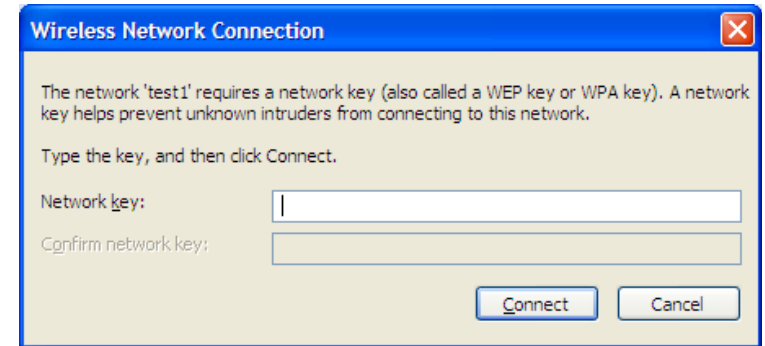 Wireless Network Connection
The network 'test1' requires a network key (also called a WEP key or WPA key). A network
key helps prevent unknown intruders from connecting to this network.
Type the key, and then click Connect.
Network key:
Confirm network key:
Connect Cancel